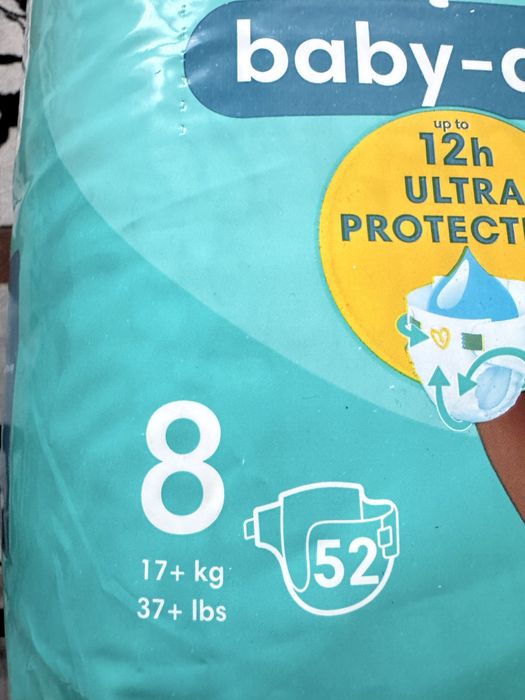 baby-
up to
12h
ULTRA
PROTECT
8
17+ kg
37+ lbs
52